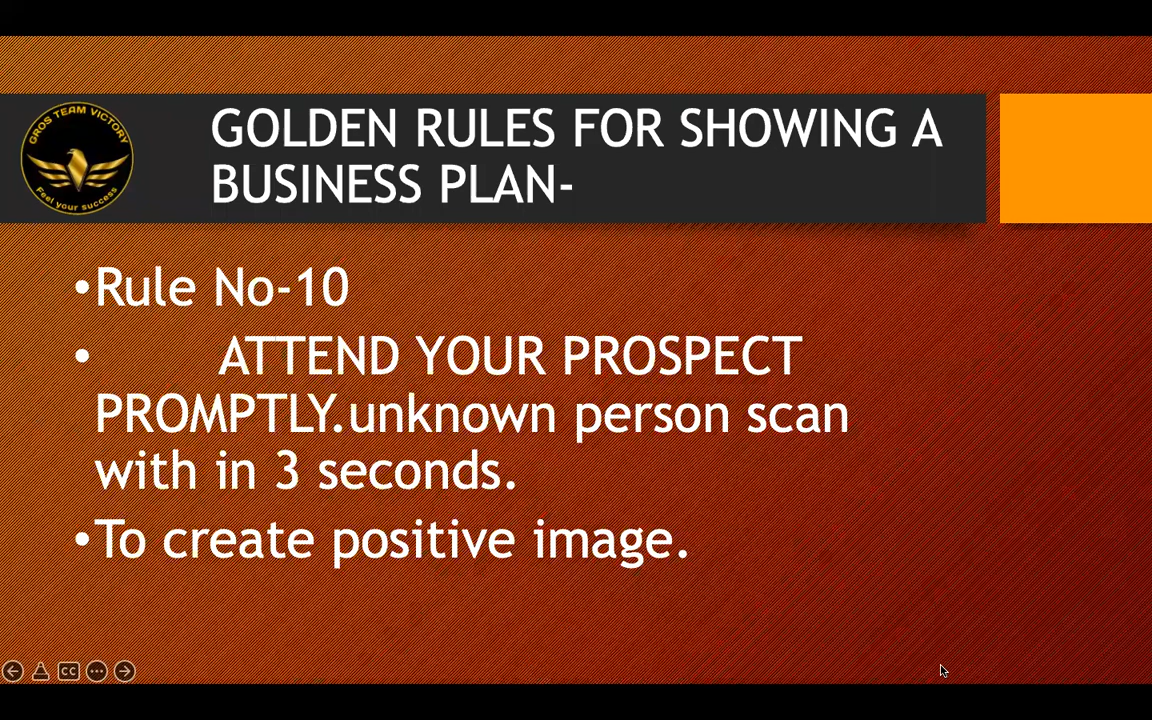 GROS TEAM VICTORY
Feel your success
GOLDEN RULES FOR SHOWING A
BUSINESS PLAN-
•Rule No-10
• ATTEND YOUR PROSPECT
PROMPTLY.unknown person scan
with in 3 seconds.
•To create positive image.
CC